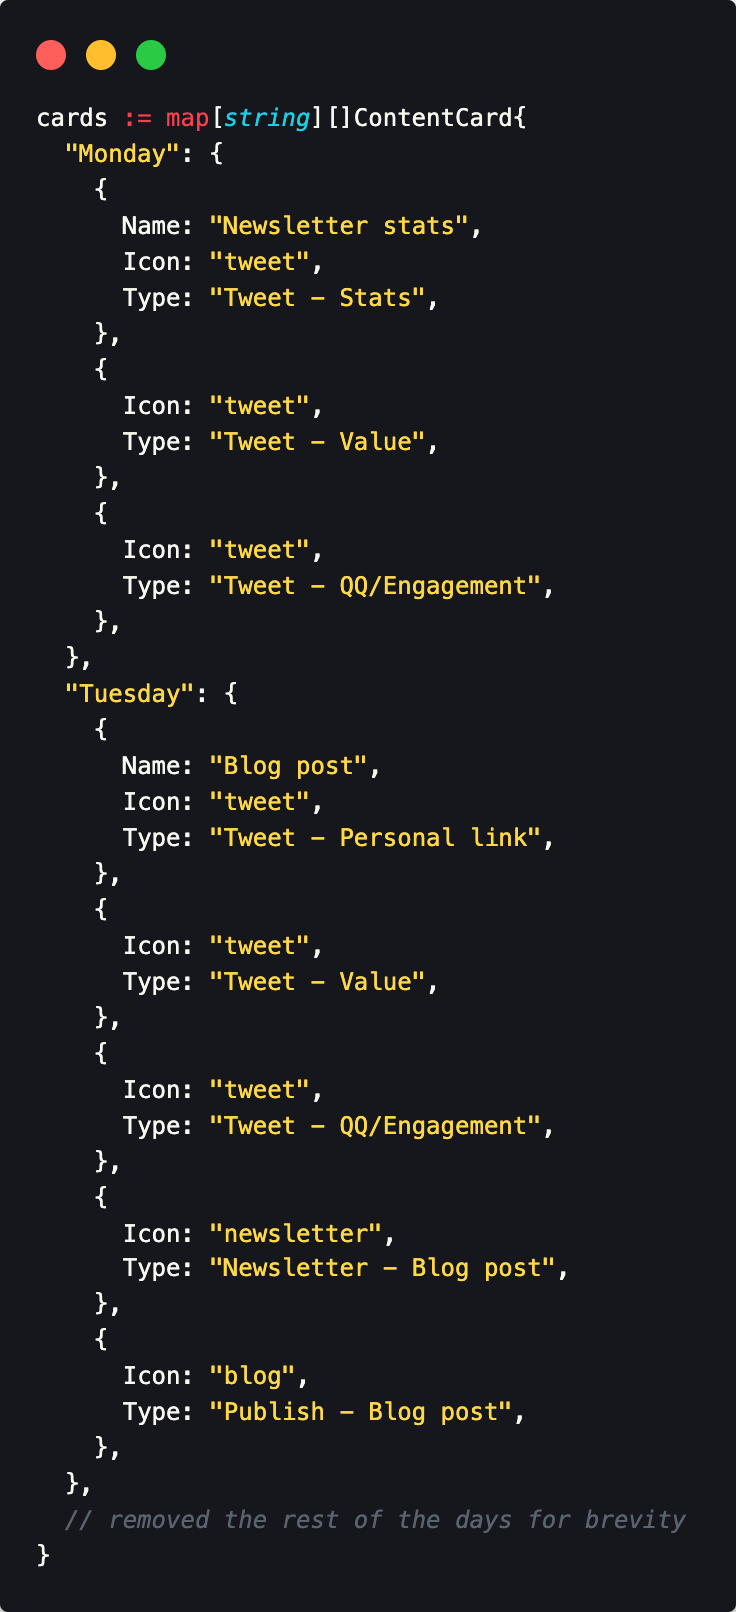 cards := map[string][]ContentCard{
  "Monday": {
    {
      Name: "Newsletter stats",
      Icon: "tweet",
      Type: "Tweet - Stats",
    },
    {
      Icon: "tweet",
      Type: "Tweet - Value",
    },
    {
      Icon: "tweet",
      Type: "Tweet - QQ/Engagement",
    },
  },
  "Tuesday": {
    {
      Name: "Blog post",
      Icon: "tweet",
      Type: "Tweet - Personal link",
    },
    {
      Icon: "tweet",
      Type: "Tweet - Value",
    },
    {
      Icon: "tweet",
      Type: "Tweet - QQ/Engagement",
    },
    {
      Icon: "newsletter",
      Type: "Newsletter - Blog post",
    },
    {
      Icon: "blog",
      Type: "Publish - Blog post",
    },
  },
  // removed the rest of the days for brevity
}